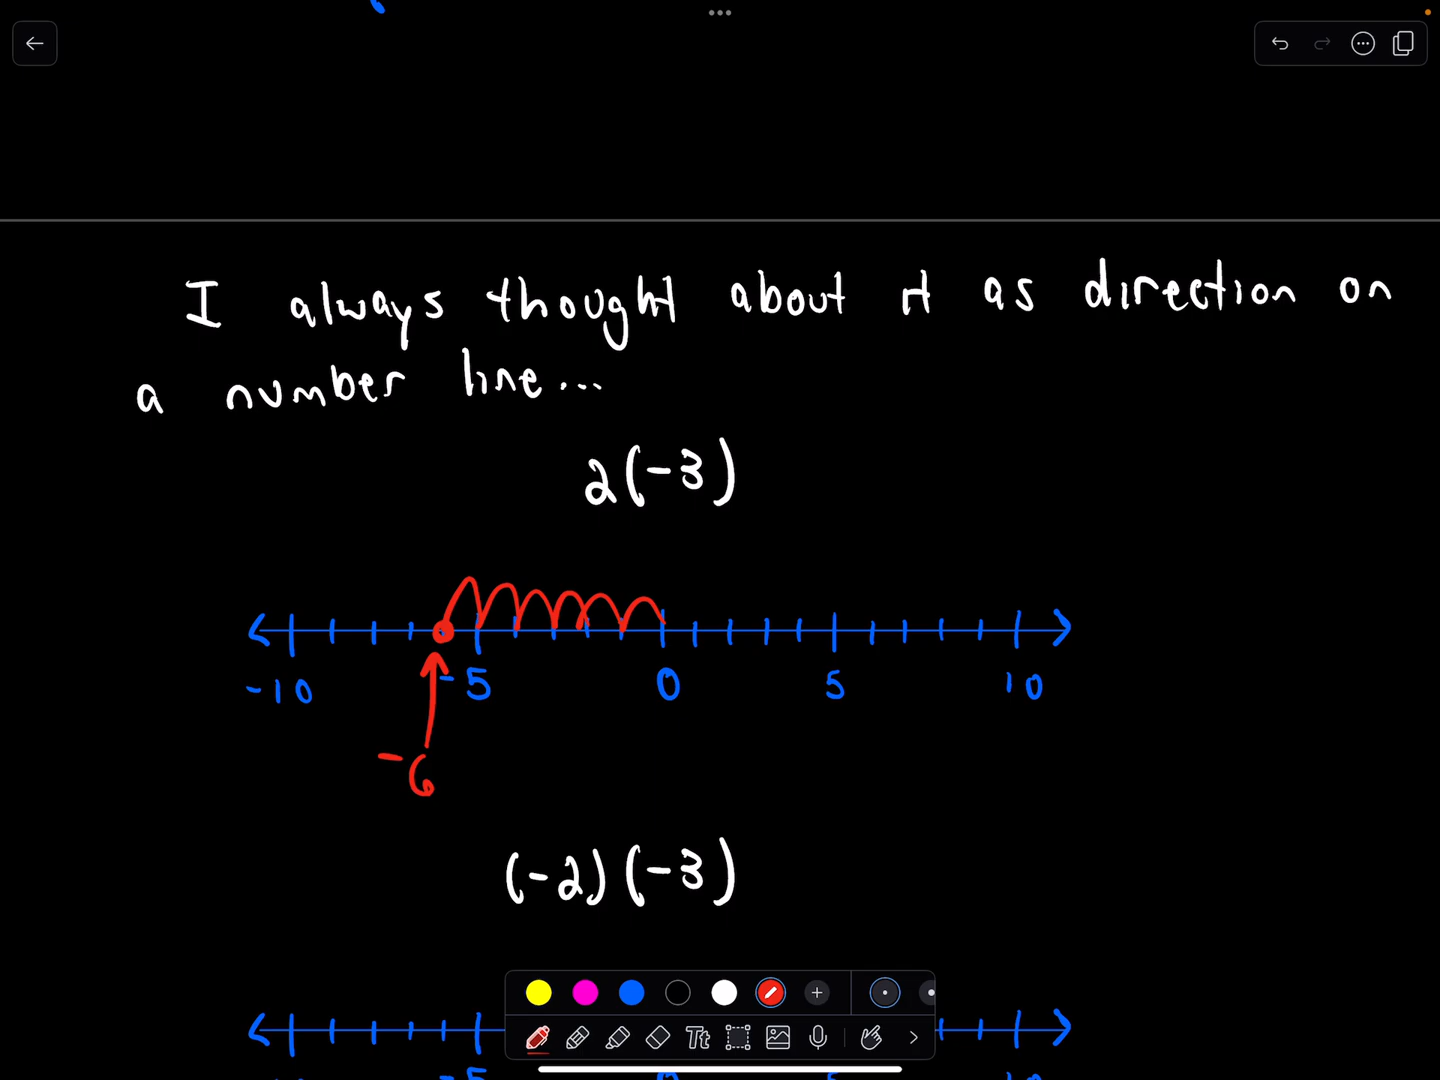 I always thought about it as direction on
a number line...
2(-3)
-10 -5 0 5 10
-6
(-2)(-3)
Tt